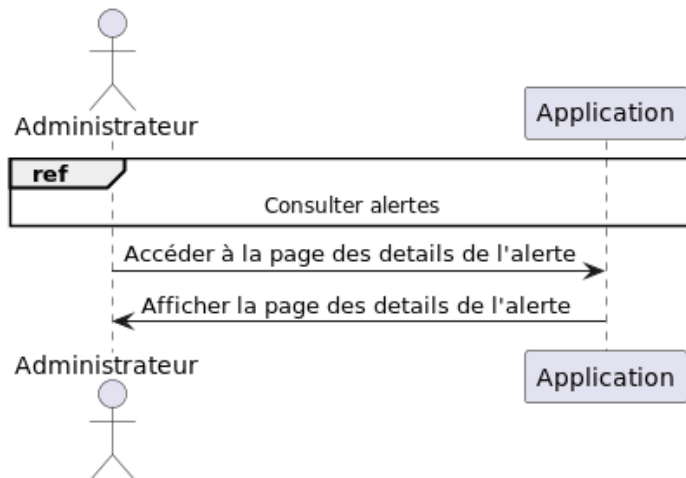 Administrateur
Application
ref
Consulter alertes
Accéder à la page des details de l'alerte
Afficher la page des details de l'alerte
Administrateur
Application